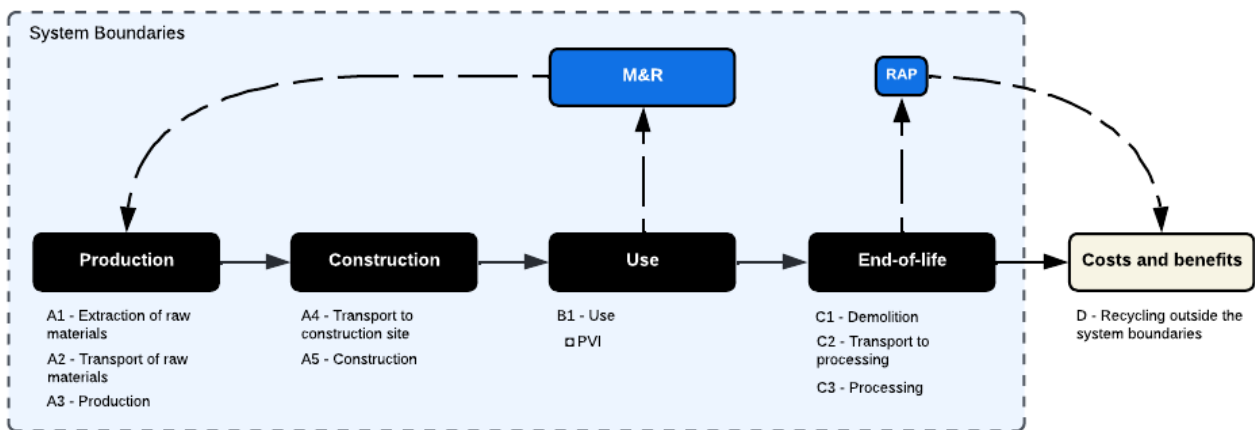 System Boundaries
M&R
RAP
Production
Construction
Use
End-of-life
Costs and benefits
A1 - Extraction of raw
materials
A2 - Transport of raw
materials
A3 - Production
A4 - Transport to
construction site
A5 - Construction
B1 - Use
¤ PVI
C1 - Demolition
C2 - Transport to
processing
C3 - Processing
D - Recycling outside the
system boundaries